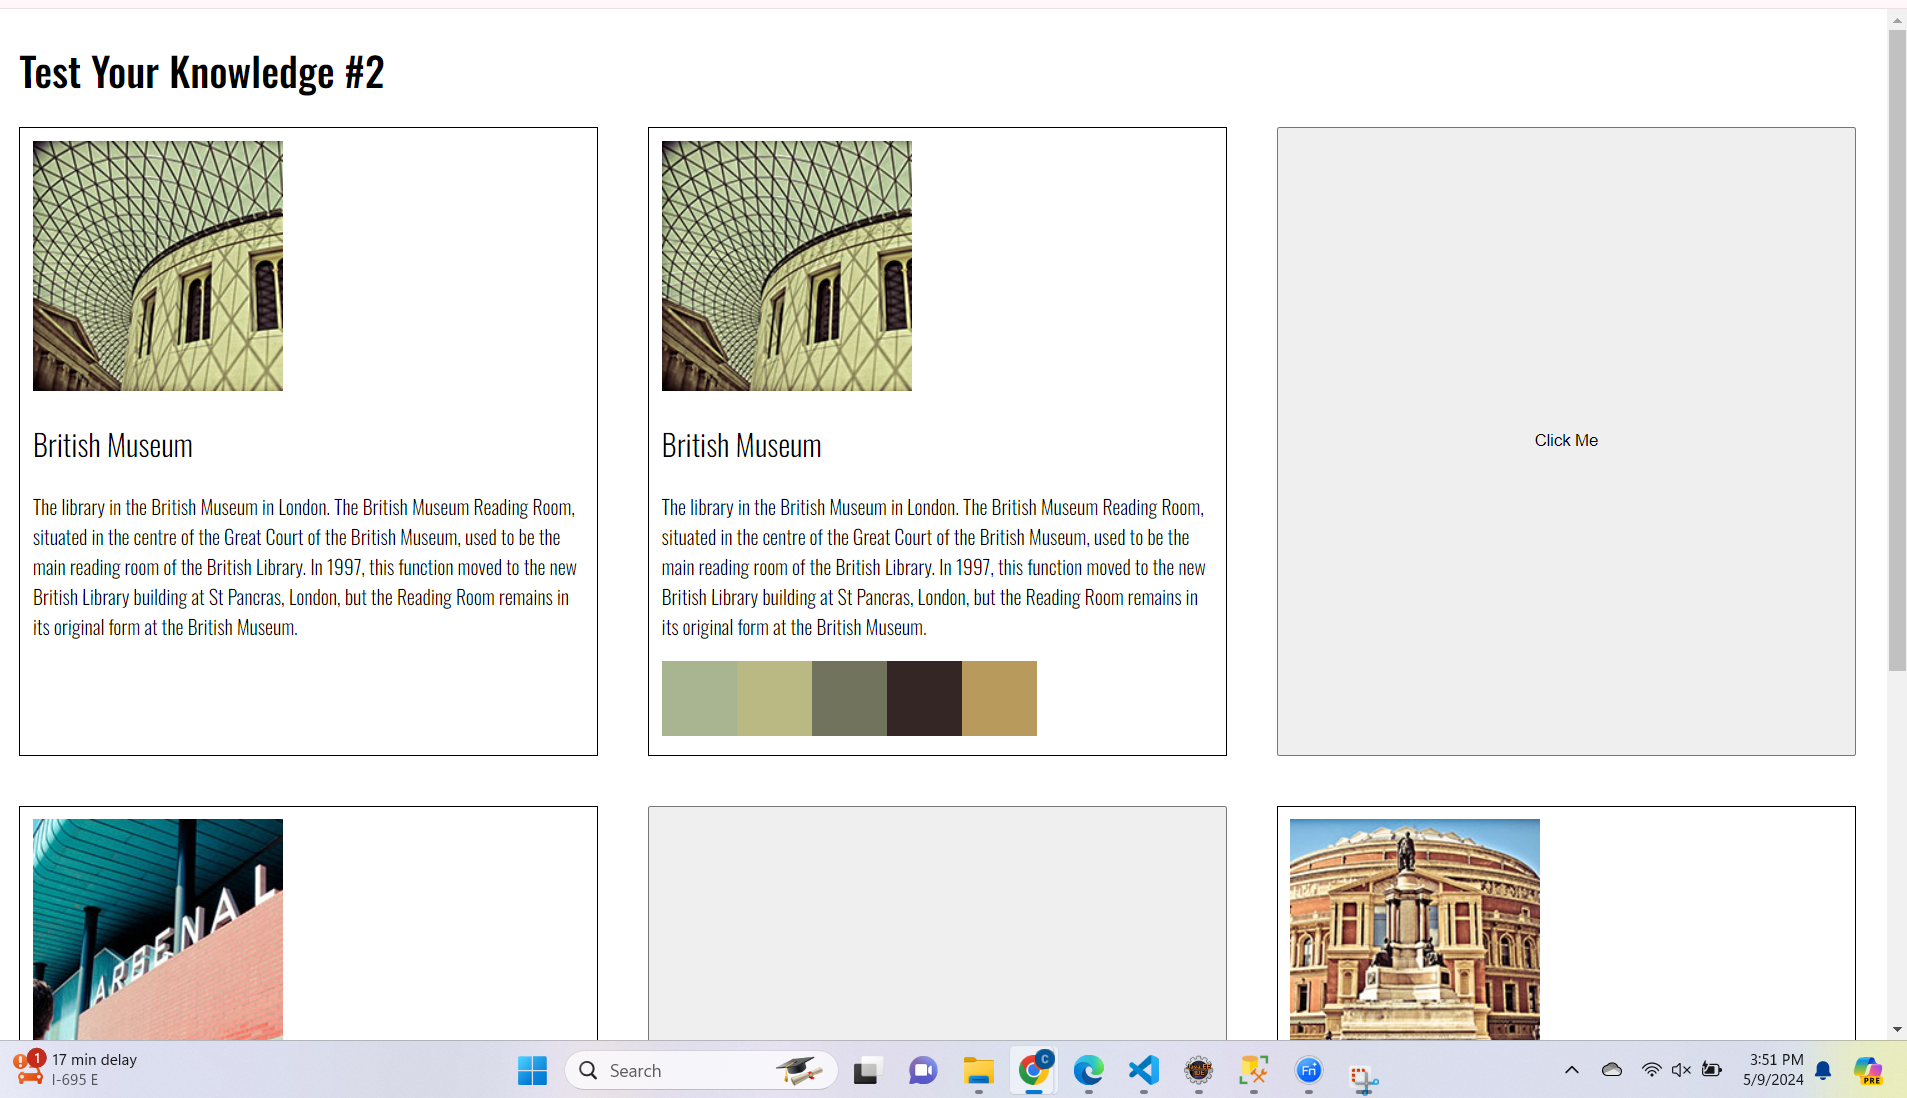 Test Your Knowledge #2
British Museum
The library in the British Museum in London. The British Museum Reading Room,
situated in the centre of the Great Court of the British Museum, used to be the
main reading room of the British Library. In 1997, this function moved to the new
British Library building at St Pancras, London, but the Reading Room remains in
its original form at the British Museum.
British Museum
The library in the British Museum in London. The British Museum Reading Room,
situated in the centre of the Great Court of the British Museum, used to be the
main reading room of the British Library. In 1997, this function moved to the new
British Library building at St Pancras, London, but the Reading Room remains in
its original form at the British Museum.
Click Me
ARSENAL
1
17 min delay
I-695 E
Search
C
Fn
3:51 PM
5/9/2024
PRE